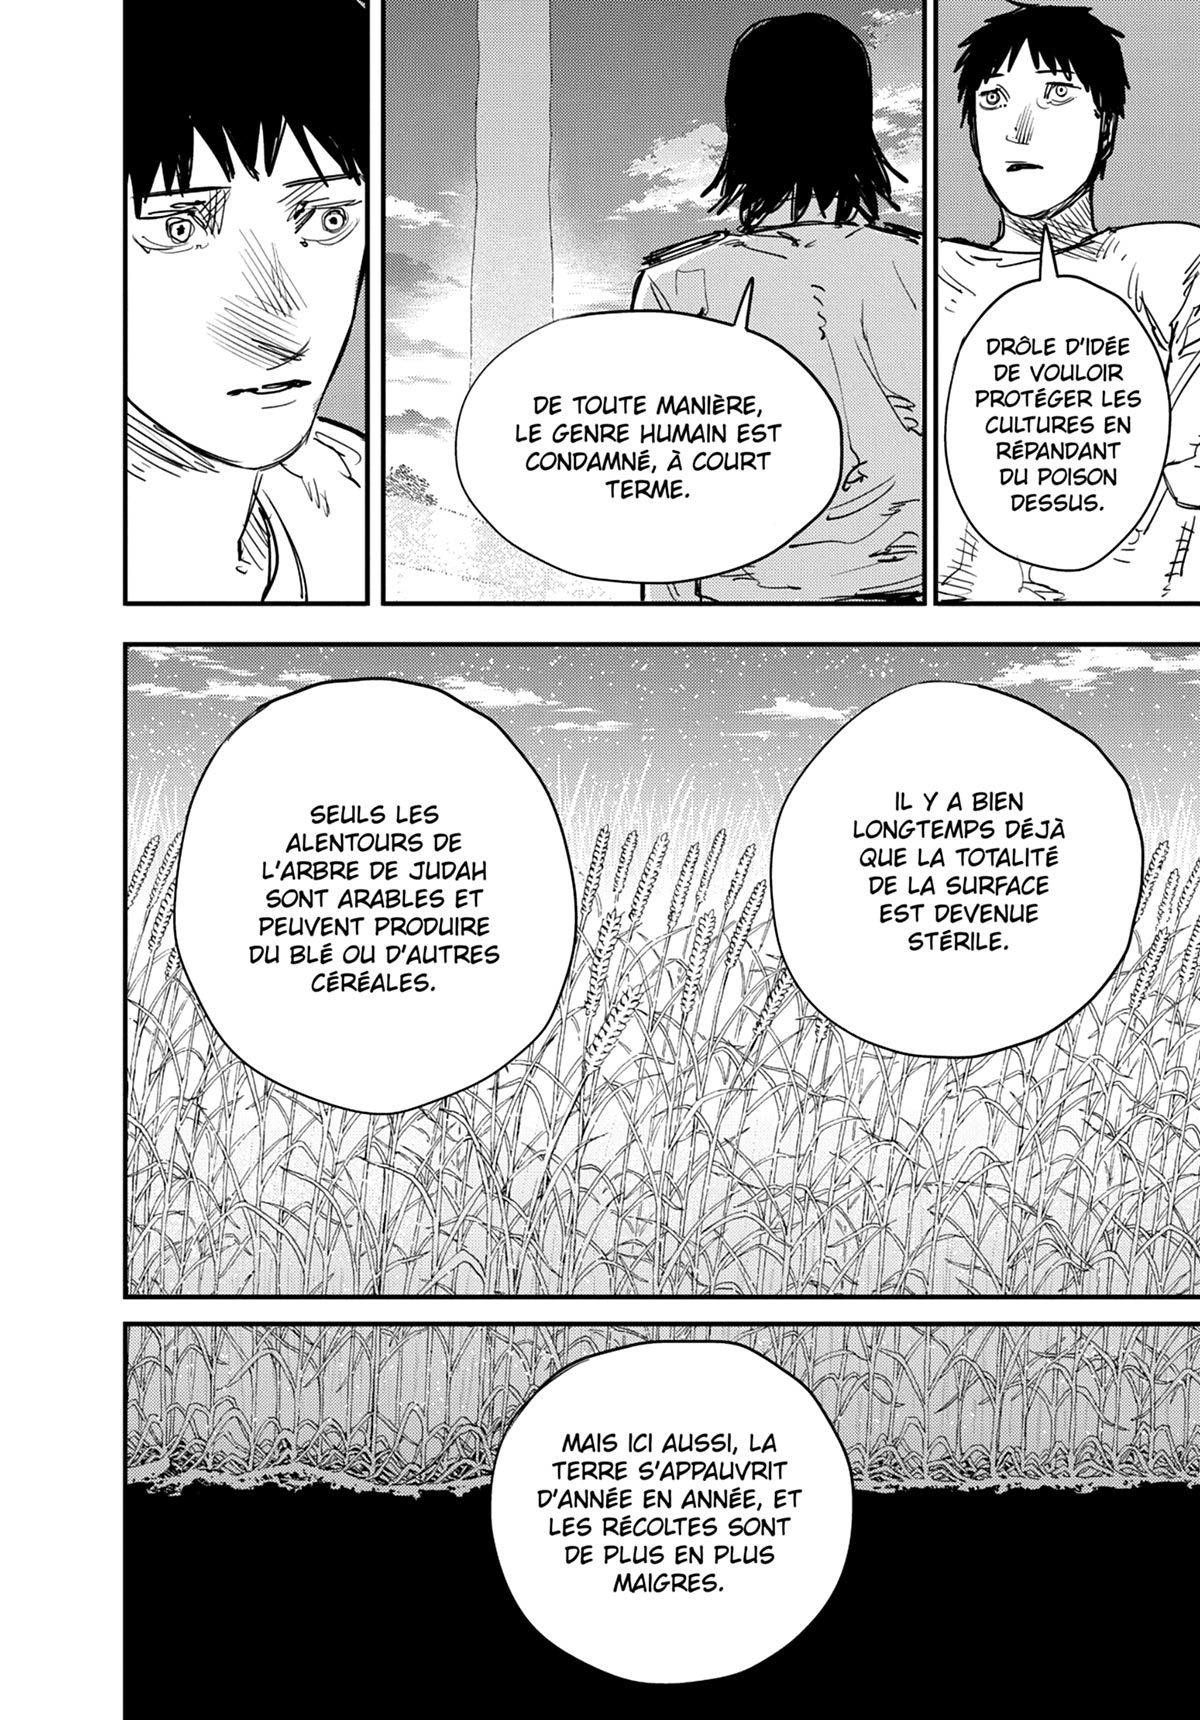 DRÔLE D'IDÉE
DE VOULOIR
PROTÉGER LES
CULTURES EN
RÉPANDANT
DU POISON
DESSUS.
DE TOUTE MANIÈRE,
LE GENRE HUMAIN EST
CONDAMNÉ, À COURT
TERME.
IL Y A BIEN
LONGTEMPS DÉJÀ
QUE LA TOTALITÉ
DE LA SURFACE
EST DEVENUE
STÉRILE.
SEULS LES
ALENTOURS DE
L'ARBRE DE JUDAH
SONT ARABLES ET
PEUVENT PRODUIRE
DU BLÉ OU D'AUTRES
CÉRÉALES.
MAIS ICI AUSSI, LA
TERRE S'APPAUVRIT
D'ANNÉE EN ANNÉE, ET
LES RÉCOLTES SONT
DE PLUS EN PLUS
MAIGRES.